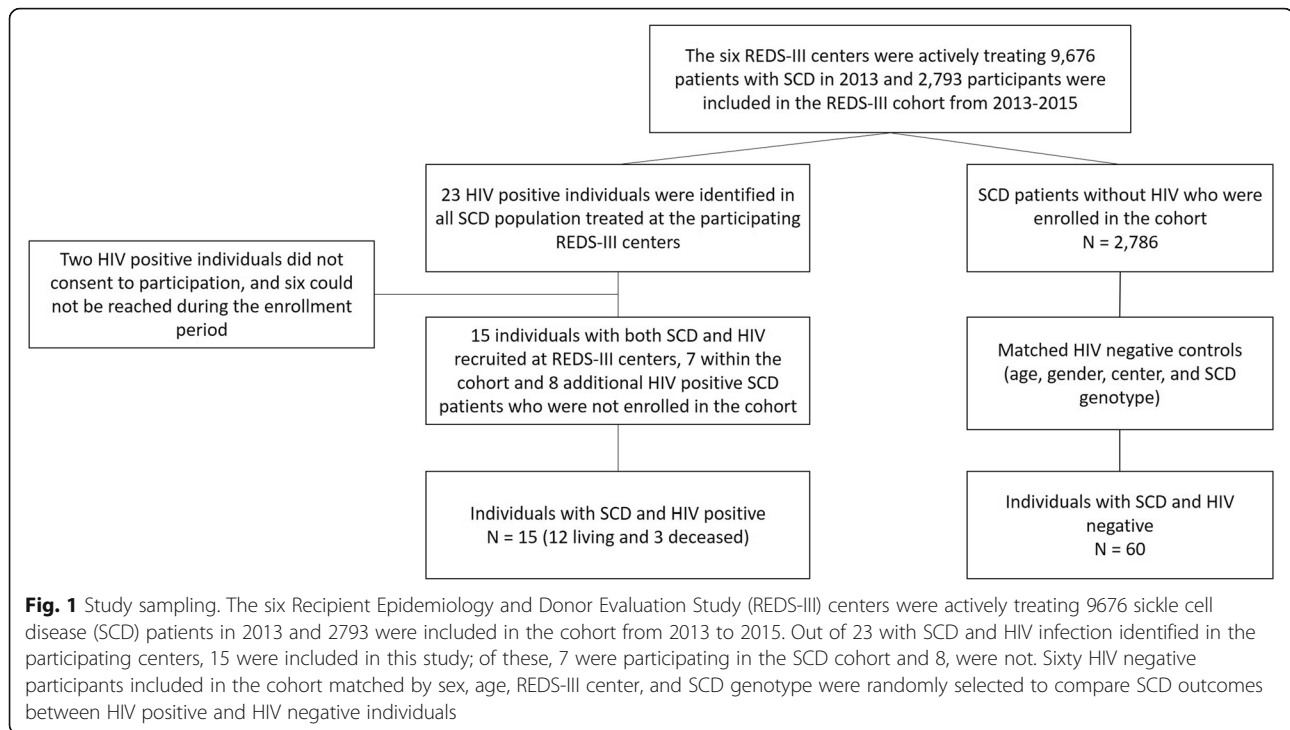 The six REDS-III centers were actively treating 9,676
patients with SCD in 2013 and 2,793 participants were
included in the REDS-III cohort from 2013-2015
23 HIV positive individuals were identified in
all SCD population treated at the participating
REDS-III centers
SCD patients without HIV who were
enrolled in the cohort
N = 2,786
Two HIV positive individuals did not
consent to participation, and six could
not be reached during the enrollment
period
15 individuals with both SCD and HIV
recruited at REDS-III centers, 7 within the
cohort and 8 additional HIV positive SCD
patients who were not enrolled in the cohort
Matched HIV negative controls
(age, gender, center, and SCD
genotype)
Individuals with SCD and HIV positive
N = 15 (12 living and 3 deceased)
Individuals with SCD and HIV
negative
N = 60
Fig. 1 Study sampling. The six Recipient Epidemiology and Donor Evaluation Study (REDS-III) centers were actively treating 9676 sickle cell
disease (SCD) patients in 2013 and 2793 were included in the cohort from 2013 to 2015. Out of 23 with SCD and HIV infection identified in the
participating centers, 15 were included in this study; of these, 7 were participating in the SCD cohort and 8, were not. Sixty HIV negative
participants included in the cohort matched by sex, age, REDS-III center, and SCD genotype were randomly selected to compare SCD outcomes
between HIV positive and HIV negative individuals